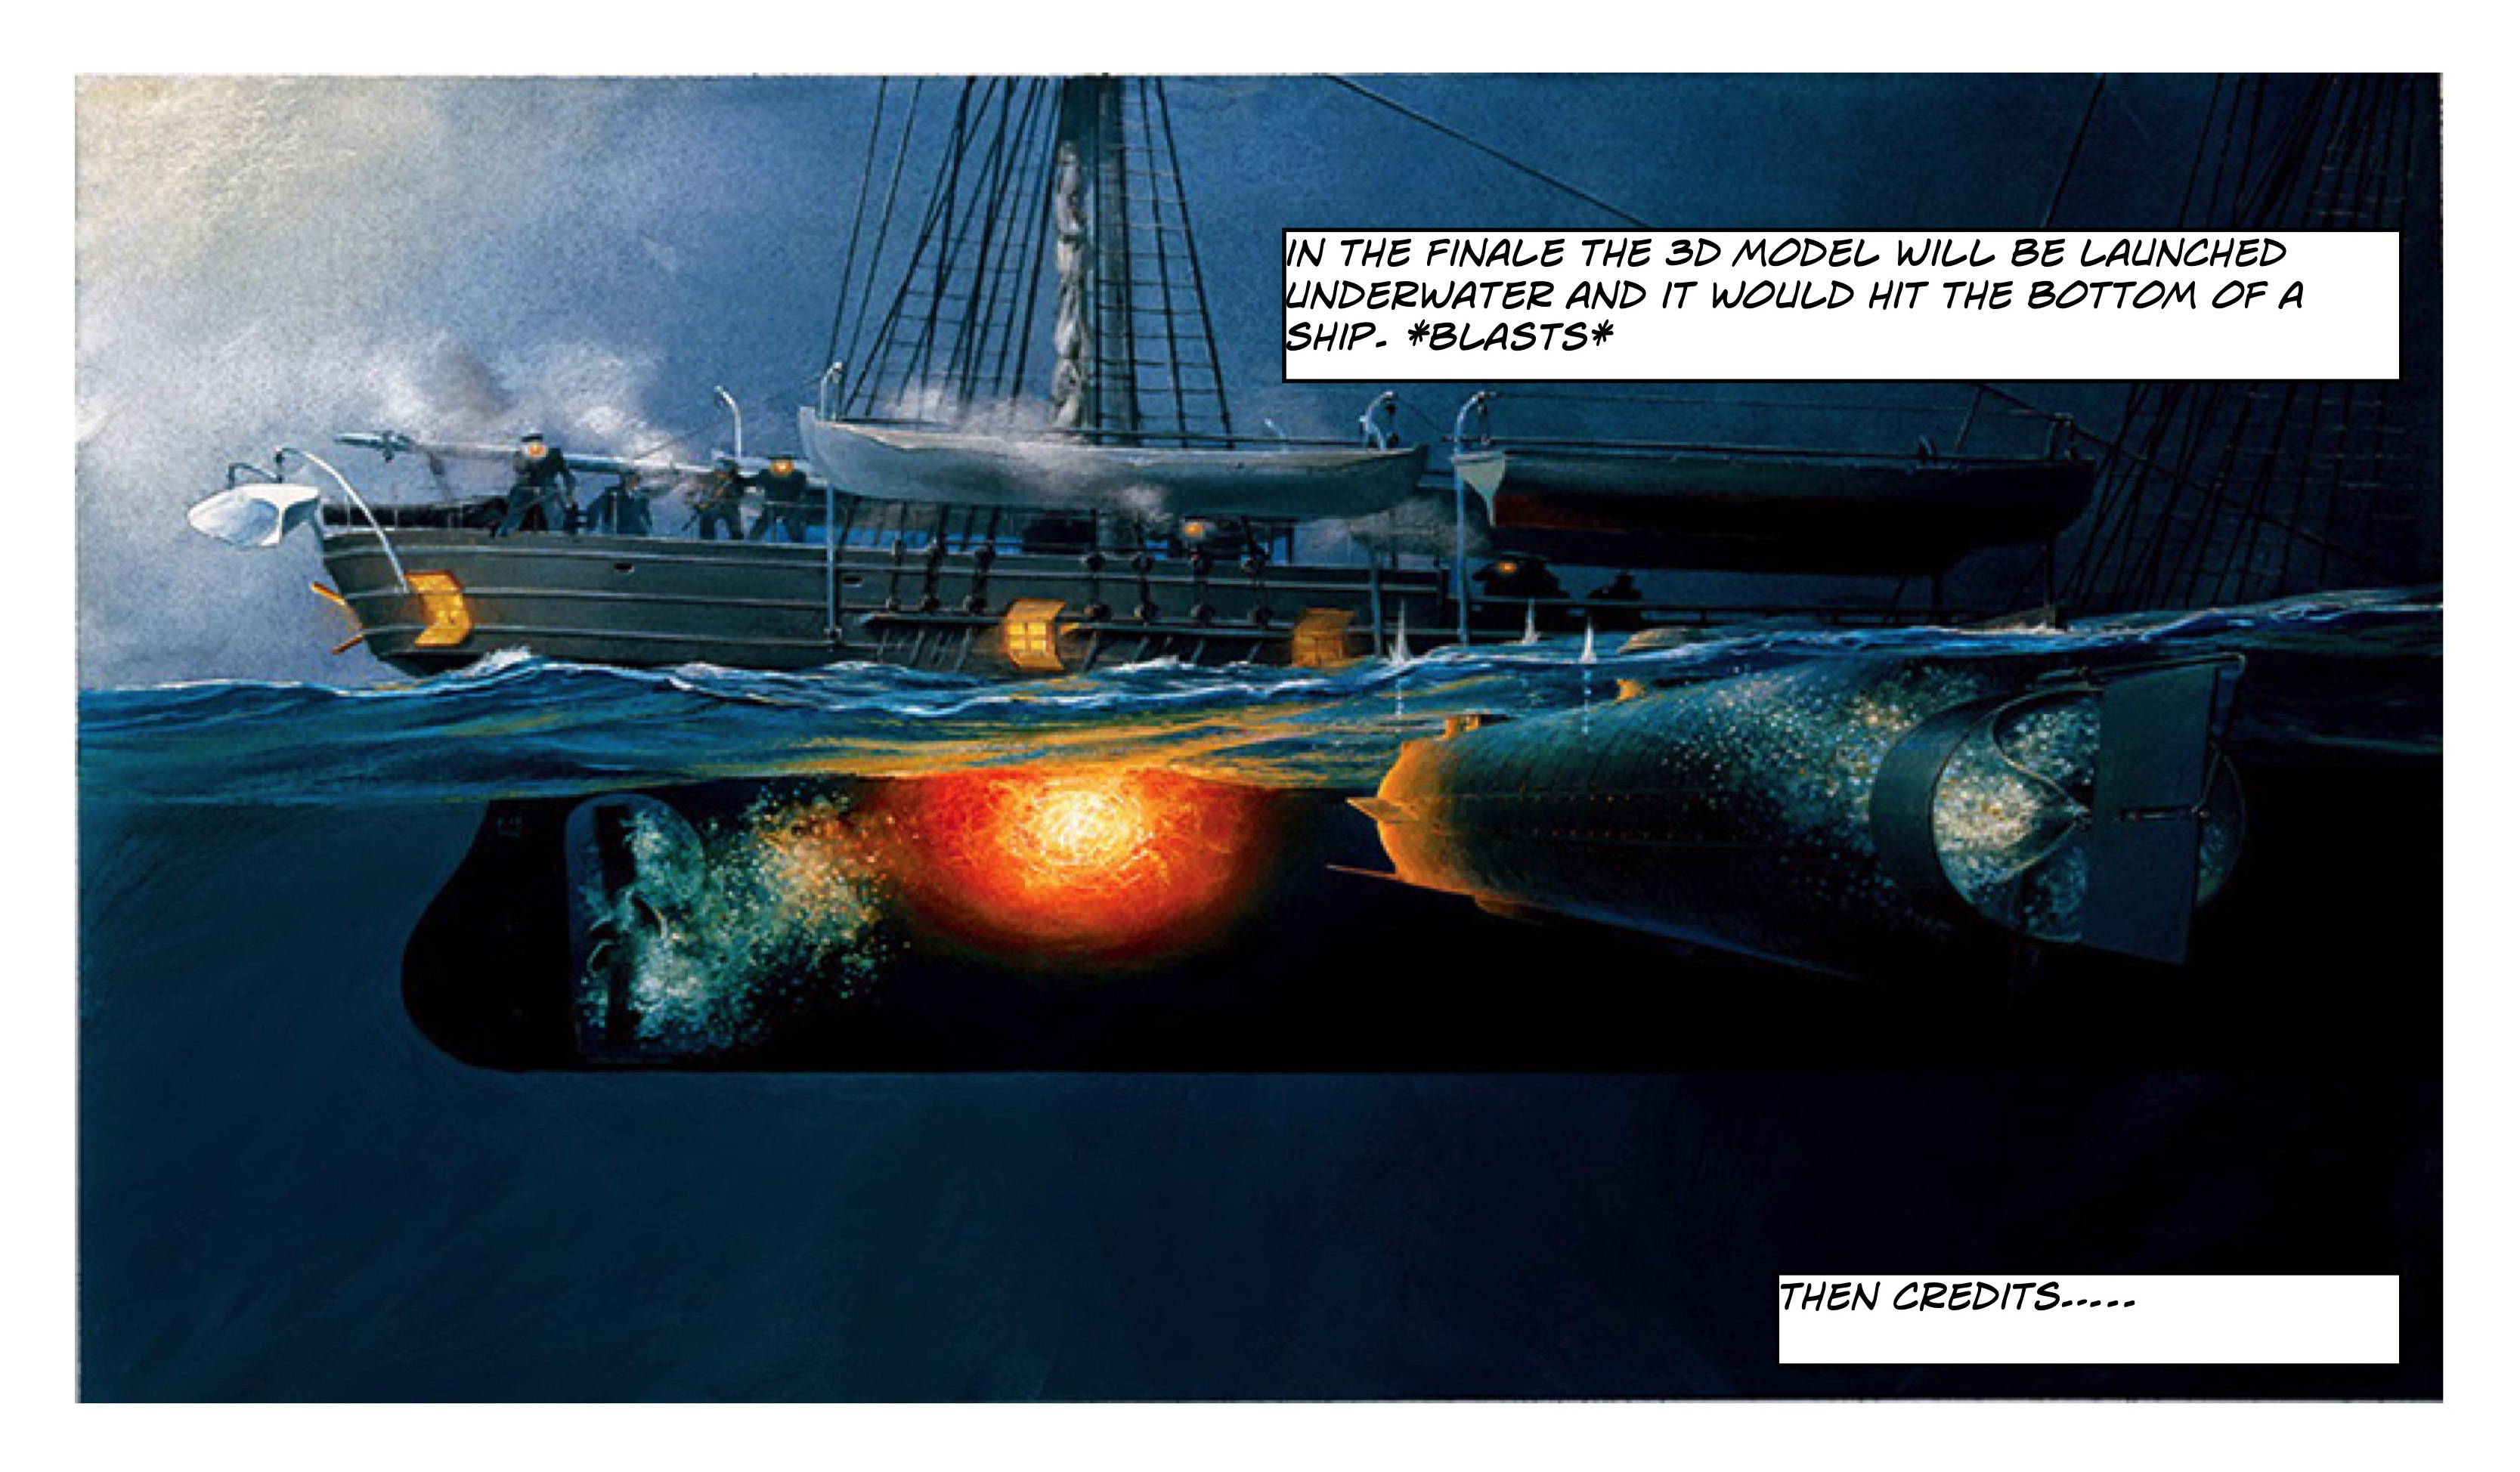 IN THE FINALE THE 3D MODEL WILL BE LAUNCHED
UNDERWATER AND IT WOULD HIT THE BOTTOM OF A
SHIP. *BLASTS*
THEN CREDITS.....